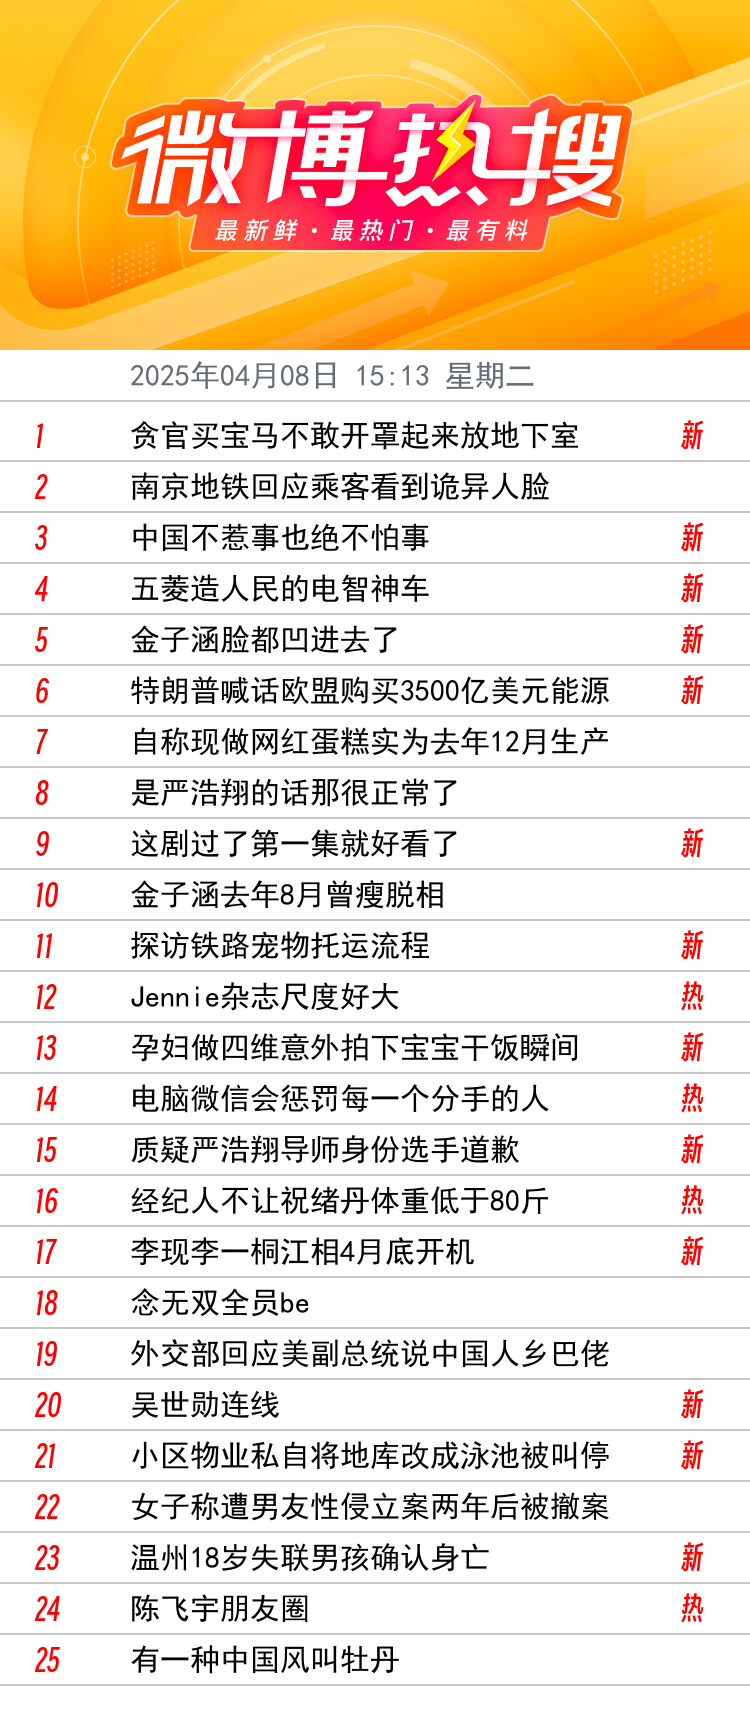 微博热搜
最新鲜·最热门·最有料
2025年04月08日 15:13 星期二
1 贪官买宝马不敢开罩起来放地下室 新
2 南京地铁回应乘客看到诡异人脸
3 中国不惹事也绝不怕事 新
4 五菱造人民的电智神车 新
5 金子涵脸都凹进去了 新
6 特朗普喊话欧盟购买3500亿美元能源 新
7 自称现做网红蛋糕实为去年12月生产
8 是严浩翔的话那很正常了
9 这剧过了第一集就好看了 新
10 金子涵去年8月曾瘦脱相
11 探访铁路宠物托运流程 新
12 Jennie杂志尺度好大 热
13 孕妇做四维意外拍下宝宝干饭瞬间 新
14 电脑微信会惩罚每一个分手的人 热
15 质疑严浩翔导师身份选手道歉 新
16 经纪人不让祝绪丹体重低于80斤 热
17 李现李一桐江相4月底开机 新
18 念无双全员be
19 外交部回应美副总统说中国人乡巴佬
20 吴世勋连线 新
21 小区物业私自将地库改成泳池被叫停 新
22 女子称遭男友性侵立案两年后被撤案
23 温州18岁失联男孩确认身亡 新
24 陈飞宇朋友圈 热
25 有一种中国风叫牡丹